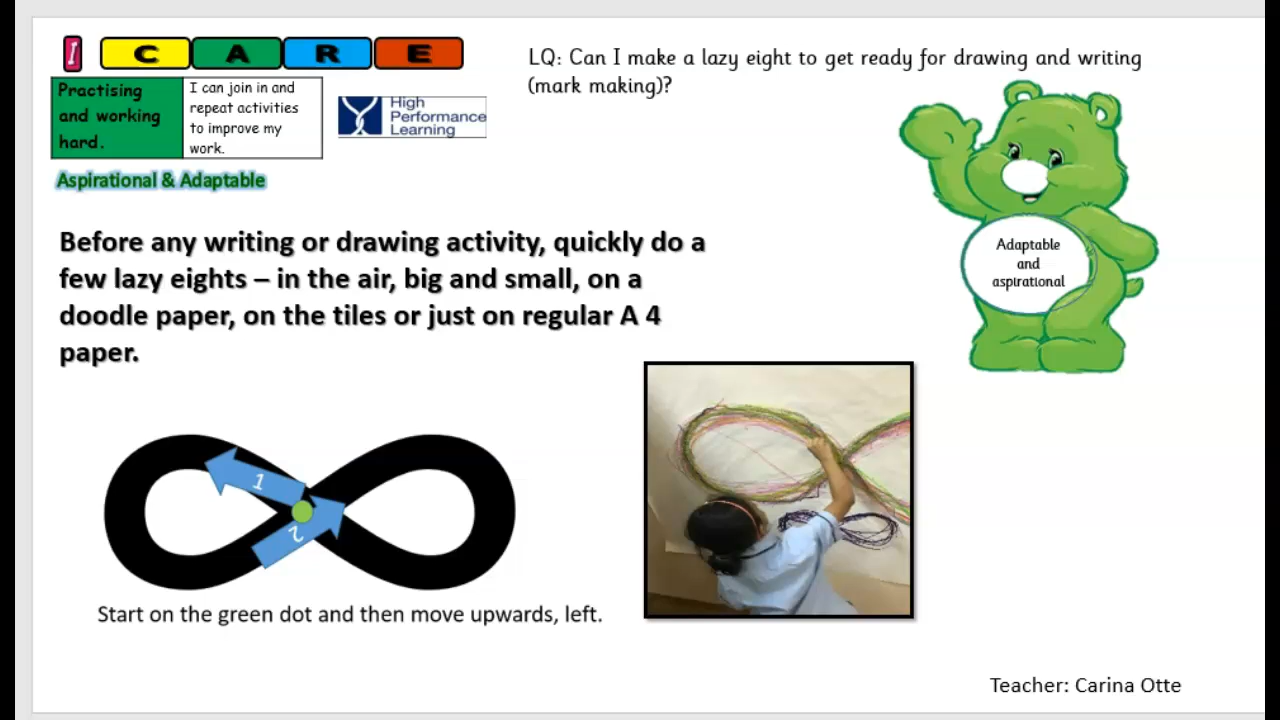 I CARE
LQ: Can I make a lazy eight to get ready for drawing and writing
(mark making)?
Practising
and working
hard.
I can join in and
repeat activities
to improve my
work.
High
Performance
Learning
Aspirational & Adaptable
Adaptable
and
aspirational
Before any writing or drawing activity, quickly do a
few lazy eights – in the air, big and small, on a
doodle paper, on the tiles or just on regular A 4
paper.
1
2
Start on the green dot and then move upwards, left.
Teacher: Carina Otte